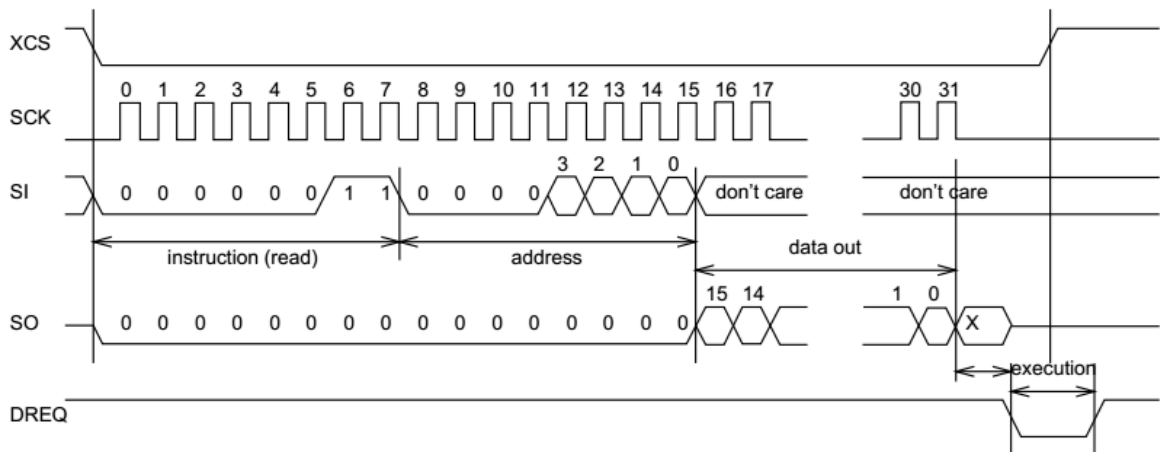 XCS
0 1 2 3 4 5 6 7 8 9 10 11 12 13 14 15 16 17 30 31
SCK
3 2 1 0
SI 0 0 0 0 0 0 1 1 0 0 0 0 don't care don't care
instruction (read) address data out
15 14 1 0
SO 0 0 0 0 0 0 0 0 0 0 0 0 0 0 0 0 X
execution
DREQ